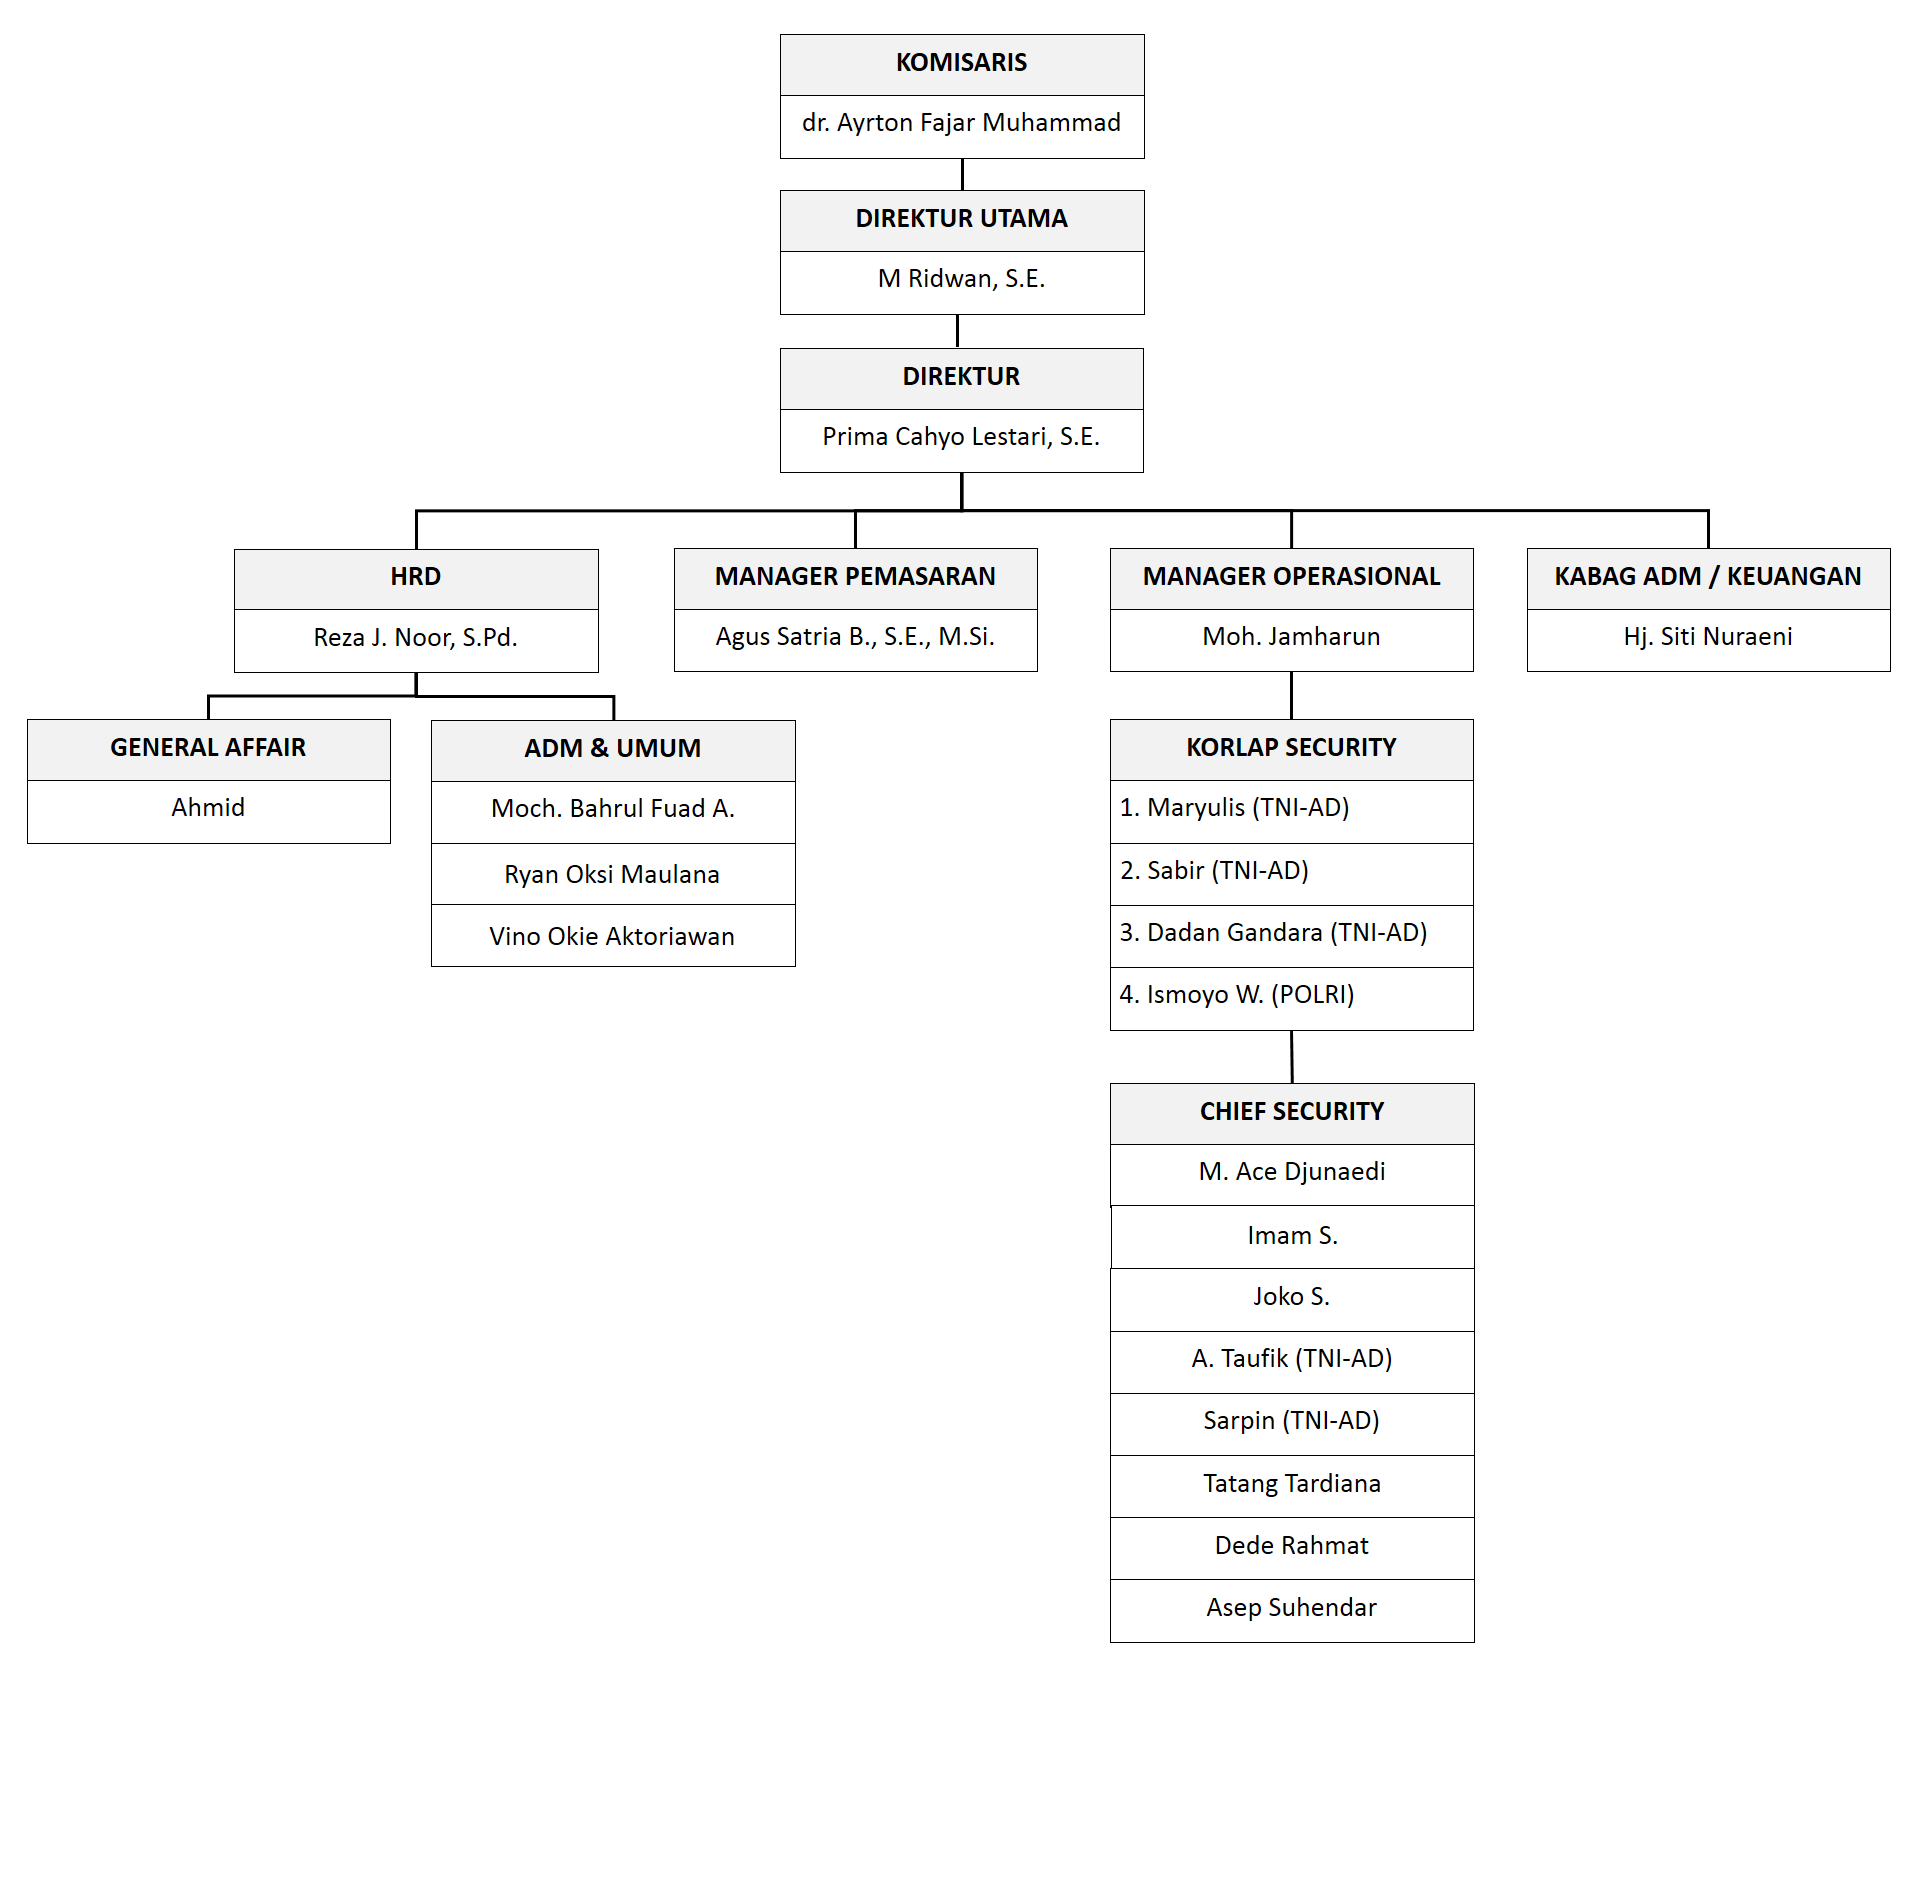 KOMISARIS
dr. Ayrton Fajar Muhammad
DIREKTUR UTAMA
M Ridwan, S.E.
DIREKTUR
Prima Cahyo Lestari, S.E.
HRD
Reza J. Noor, S.Pd.
MANAGER PEMASARAN
Agus Satria B., S.E., M.Si.
MANAGER OPERASIONAL
Moh. Jamharun
KABAG ADM / KEUANGAN
Hj. Siti Nuraeni
GENERAL AFFAIR
Ahmid
ADM & UMUM
Moch. Bahrul Fuad A.
Ryan Oksi Maulana
Vino Okie Aktoriawan
KORLAP SECURITY
1. Maryulis (TNI-AD)
2. Sabir (TNI-AD)
3. Dadan Gandara (TNI-AD)
4. Ismoyo W. (POLRI)
CHIEF SECURITY
M. Ace Djunaedi
Imam S.
Joko S.
A. Taufik (TNI-AD)
Sarpin (TNI-AD)
Tatang Tardiana
Dede Rahmat
Asep Suhendar